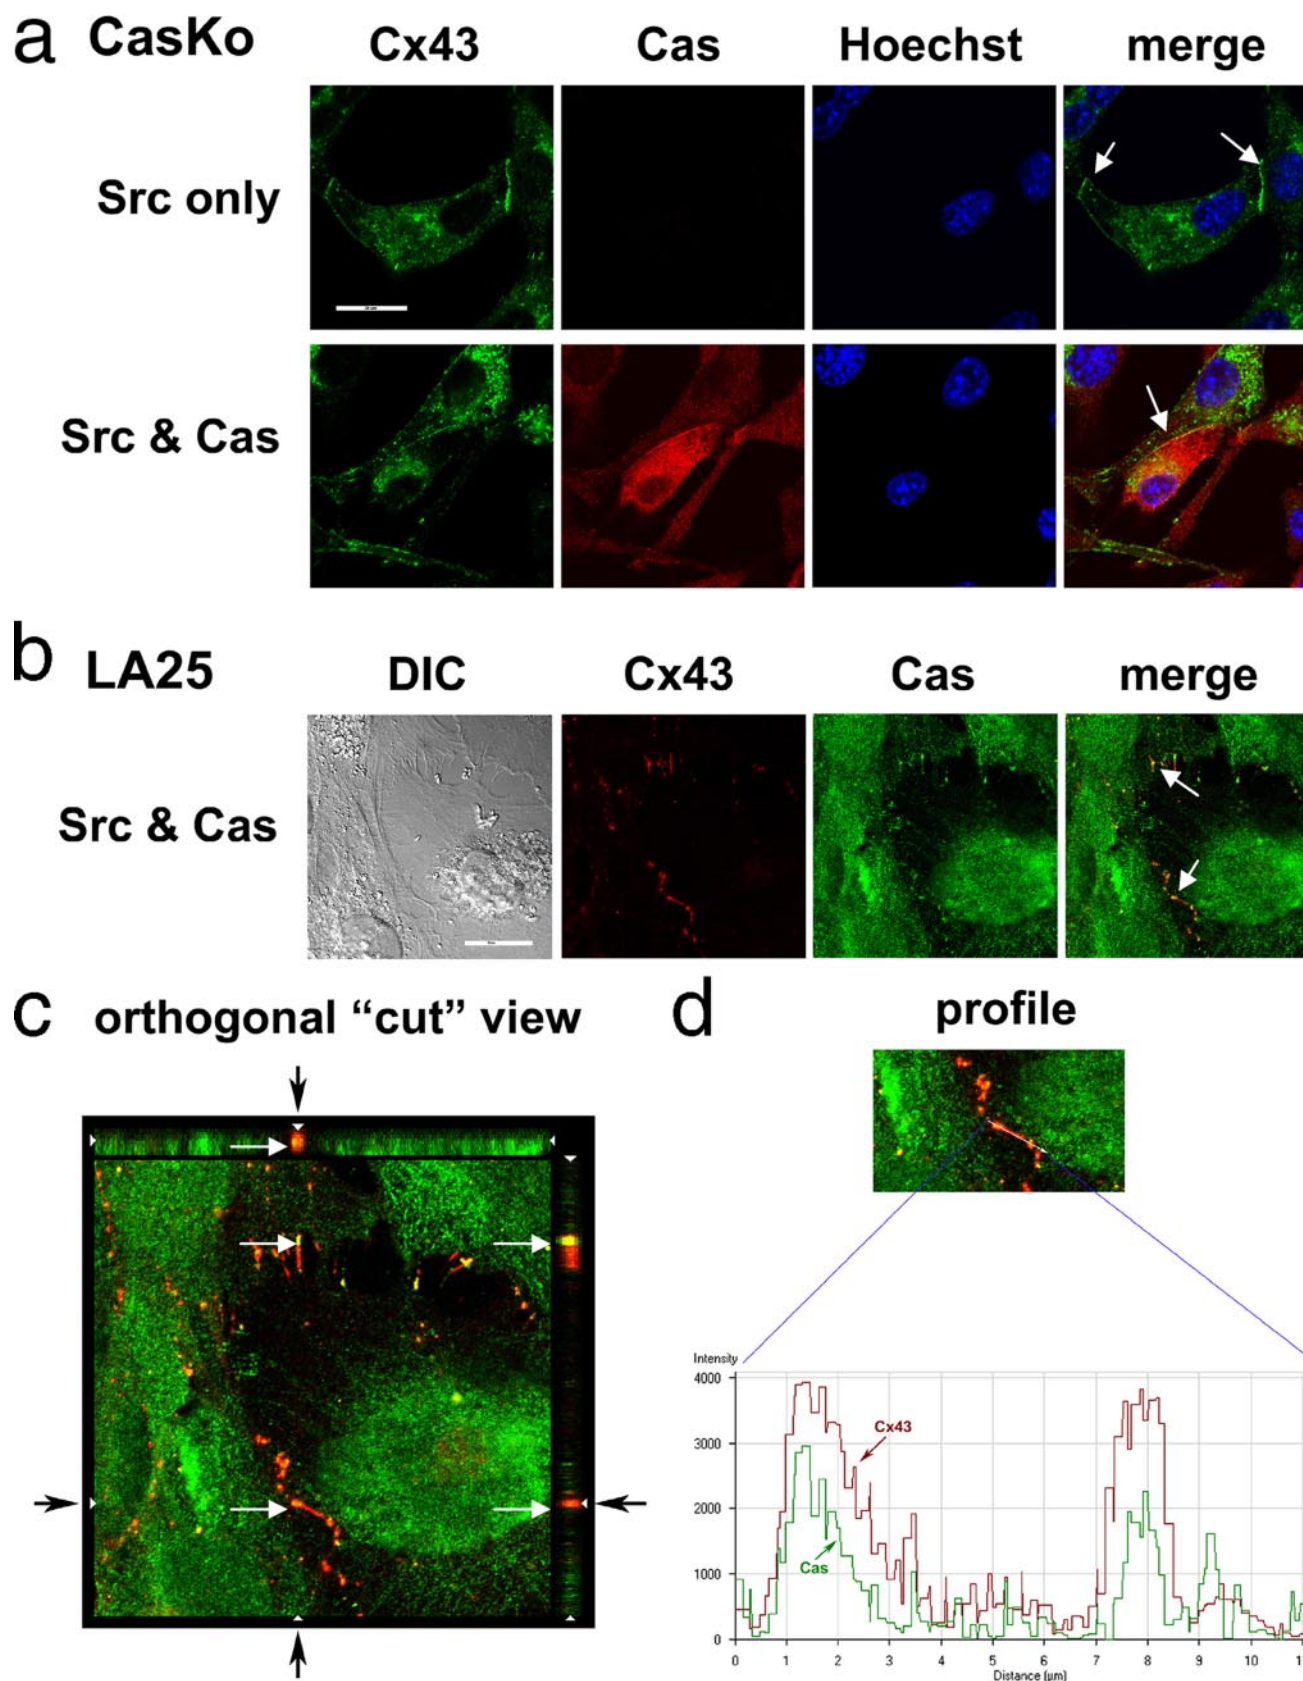 a CasKo
Cx43 Cas Hoechst merge
Src only
Src & Cas
b LA25
DIC Cx43 Cas merge
Src & Cas
c orthogonal “cut” view
d profile
Intensity
4000
3000
2000
1000
0
Cx43
Cas
0 1 2 3 4 5 6 7 8 9 10
Distance [µm]